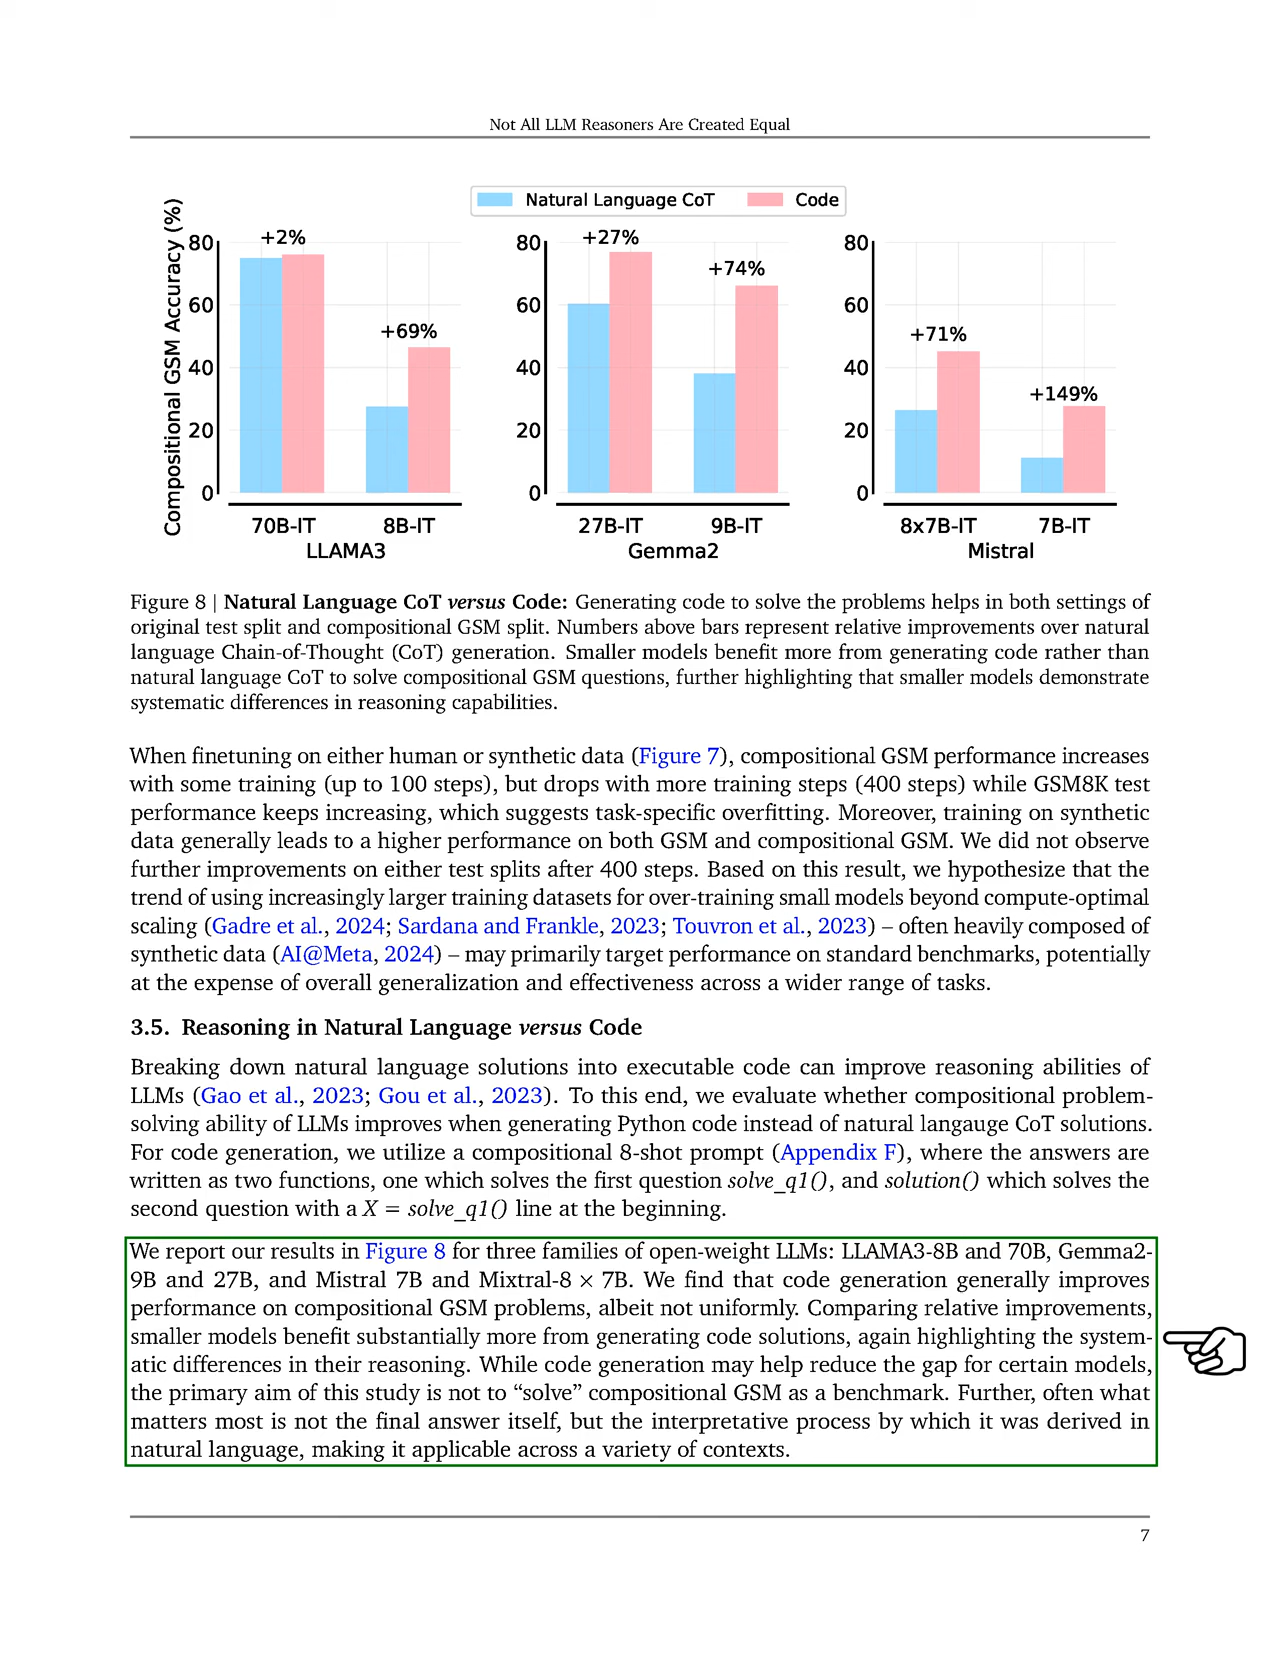 Not All LLM Reasoners Are Created Equal
Natural Language CoT
Code
Compositional GSM Accuracy (%)
80
60
40
20
0
+2%
+69%
70B-IT
8B-IT
LLAMA3
80
60
40
20
0
+27%
+74%
27B-IT
9B-IT
Gemma2
80
60
40
20
0
+71%
+149%
8x7B-IT
7B-IT
Mistral
Figure 8 | Natural Language CoT versus Code: Generating code to solve the problems helps in both settings of
original test split and compositional GSM split. Numbers above bars represent relative improvements over natural
language Chain-of-Thought (CoT) generation. Smaller models benefit more from generating code rather than
natural language CoT to solve compositional GSM questions, further highlighting that smaller models demonstrate
systematic differences in reasoning capabilities.
When finetuning on either human or synthetic data (Figure 7), compositional GSM performance increases
with some training (up to 100 steps), but drops with more training steps (400 steps) while GSM8K test
performance keeps increasing, which suggests task-specific overfitting. Moreover, training on synthetic
data generally leads to a higher performance on both GSM and compositional GSM. We did not observe
further improvements on either test splits after 400 steps. Based on this result, we hypothesize that the
trend of using increasingly larger training datasets for over-training small models beyond compute-optimal
scaling (Gadre et al., 2024; Sardana and Frankle, 2023; Touvron et al., 2023) – often heavily composed of
synthetic data (AI@Meta, 2024) – may primarily target performance on standard benchmarks, potentially
at the expense of overall generalization and effectiveness across a wider range of tasks.
3.5. Reasoning in Natural Language versus Code
Breaking down natural language solutions into executable code can improve reasoning abilities of
LLMs (Gao et al., 2023; Gou et al., 2023). To this end, we evaluate whether compositional problem-
solving ability of LLMs improves when generating Python code instead of natural langauge CoT solutions.
For code generation, we utilize a compositional 8-shot prompt (Appendix F), where the answers are
written as two functions, one which solves the first question solve_q1(), and solution() which solves the
second question with a X = solve_q1() line at the beginning.
We report our results in Figure 8 for three families of open-weight LLMs: LLAMA3-8B and 70B, Gemma2-
9B and 27B, and Mistral 7B and Mixtral-8 × 7B. We find that code generation generally improves
performance on compositional GSM problems, albeit not uniformly. Comparing relative improvements,
smaller models benefit substantially more from generating code solutions, again highlighting the system-
atic differences in their reasoning. While code generation may help reduce the gap for certain models,
the primary aim of this study is not to “solve” compositional GSM as a benchmark. Further, often what
matters most is not the final answer itself, but the interpretative process by which it was derived in
natural language, making it applicable across a variety of contexts.
7